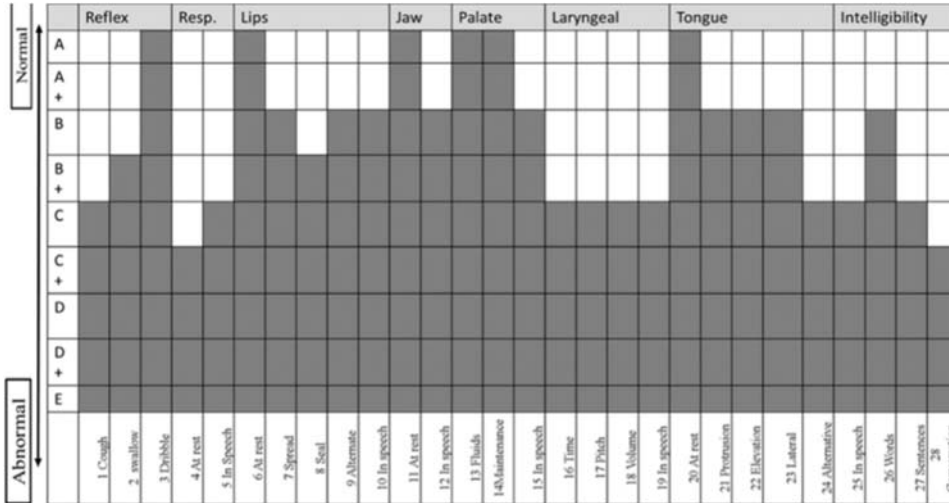 Reflex Resp. Lips Jaw Palate Laryngeal Tongue Intelligibility
Normal
A
A
+
B
B
+
C
C
+
D
D
+
E
Abnormal
1 Cough
2 swallow
3 Dribble
4 At rest
5 In Speech
6 At rest
7 Spread
8 Seal
9 Alternate
10 In speech
11 At rest
12 In speech
13 Fluids
14Maintenance
15 In speech
16 Time
17 Pitch
18 Volume
19 In speech
20 At rest
21 Protrusion
22 Elevation
23 Lateral
24 Alternative
25 In speech
26 Words
27 Sentences
28